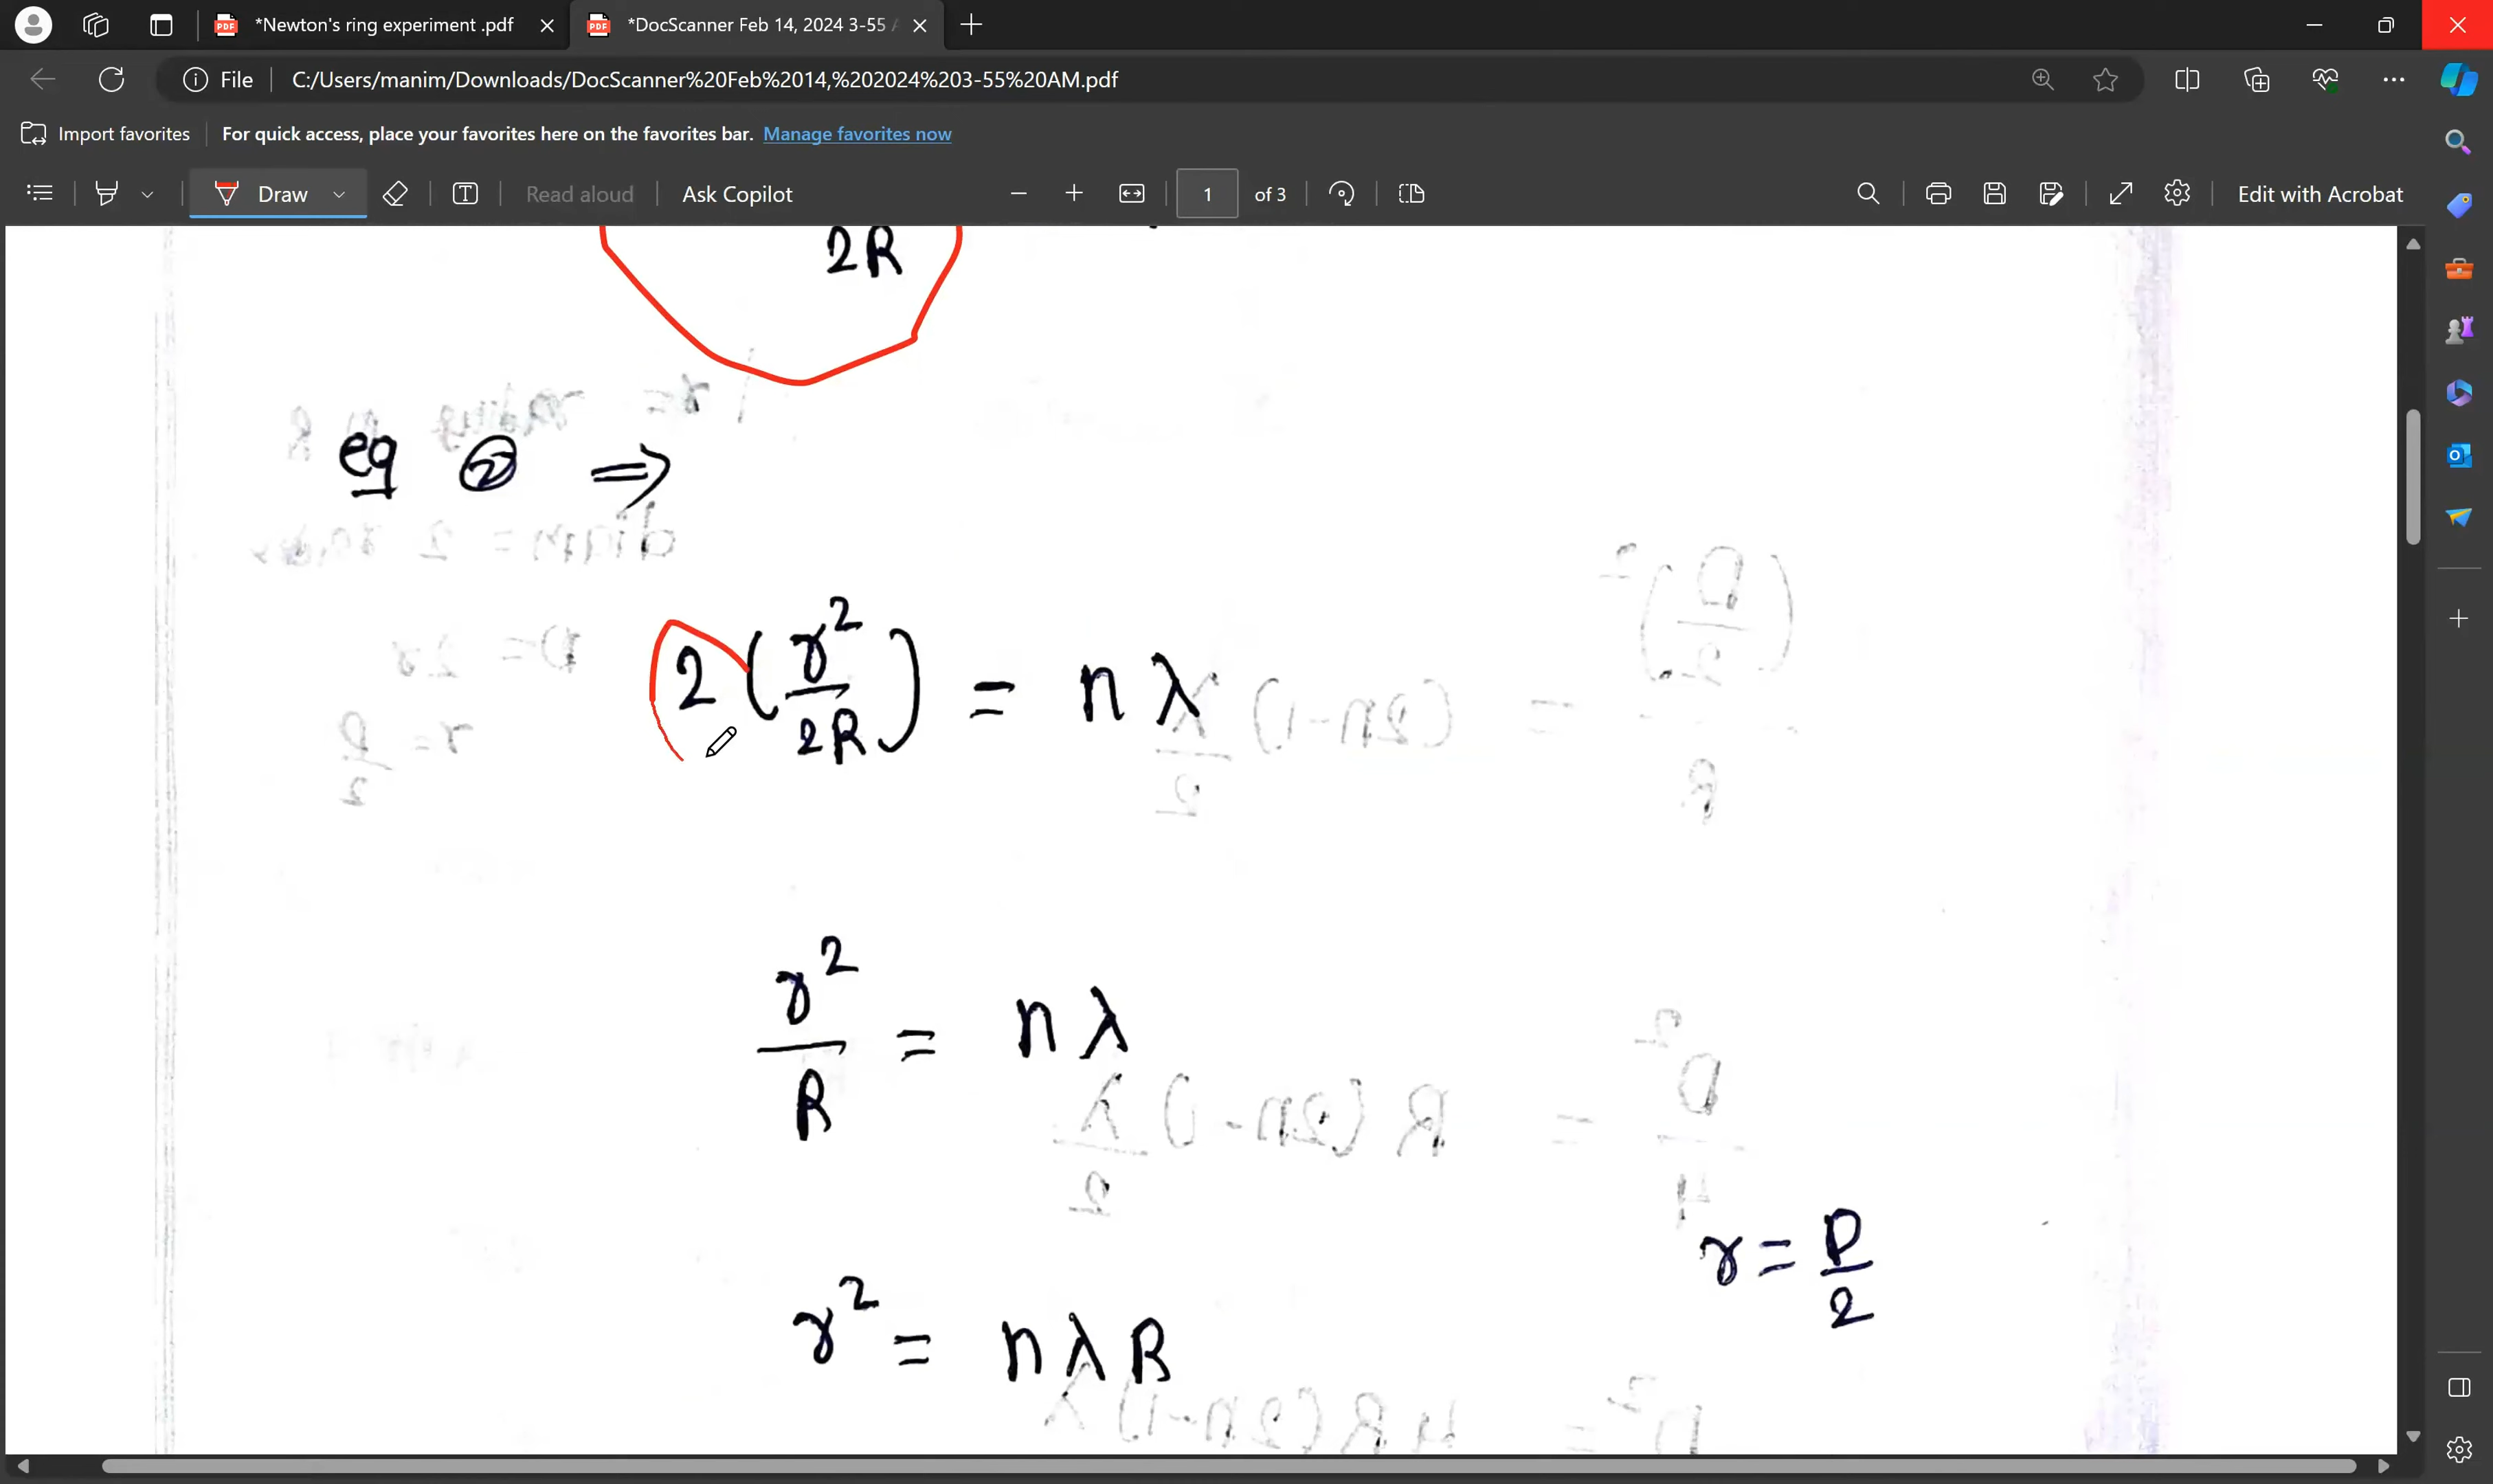 *Newton's ring experiment .pdf
*DocScanner Feb 14, 2024 3-55 A
File C:/Users/manim/Downloads/DocScanner%20Feb%2014,%202024%203-55%20AM.pdf
Import favorites For quick access, place your favorites here on the favorites bar. Manage favorites now
Draw Read aloud Ask Copilot 1 of 3 Edit with Acrobat
2R
eq ② ⇒
2 (r²/2R) = nλ
r²/R = nλ
r = D/2
r² = nλR